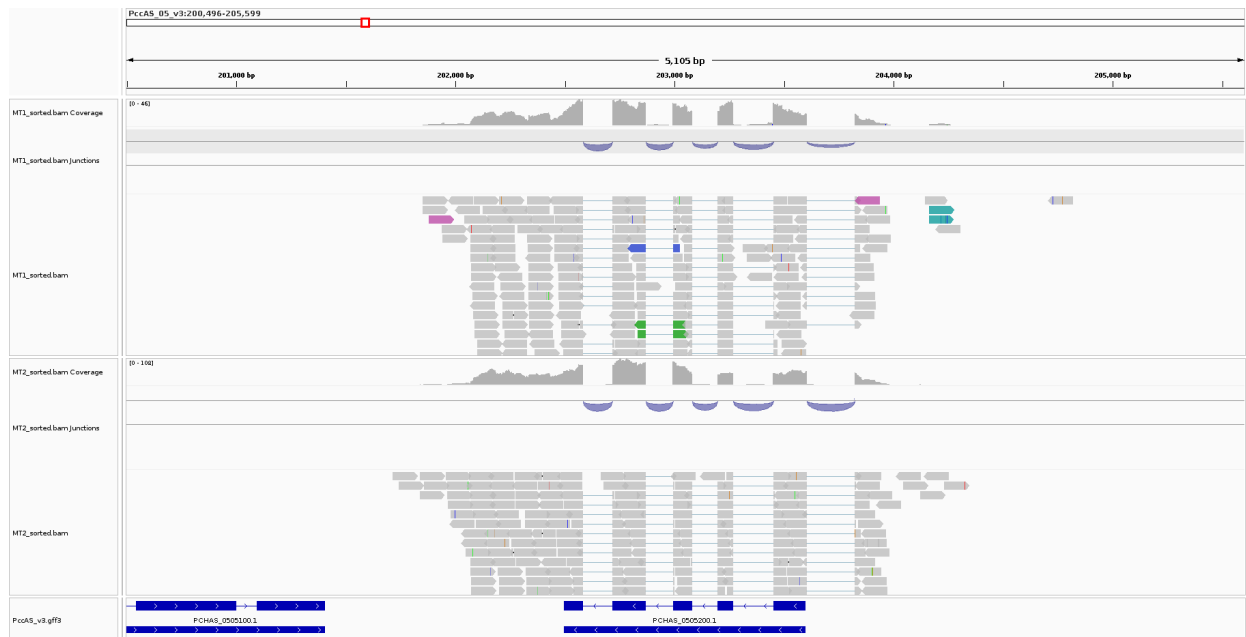 PccAS_05_v3:200,496-205,599
5,105 bp
201,000 bp 202,000 bp 203,000 bp 204,000 bp 205,000 bp
[0 - 46]
MT1_sorted.bam Coverage
MT1_sorted.bam Junctions
MT1_sorted.bam
[0 - 108]
MT2_sorted.bam Coverage
MT2_sorted.bam Junctions
MT2_sorted.bam
PccAS_v3.gff3
PCHAS_0505100.1 PCHAS_0505200.1